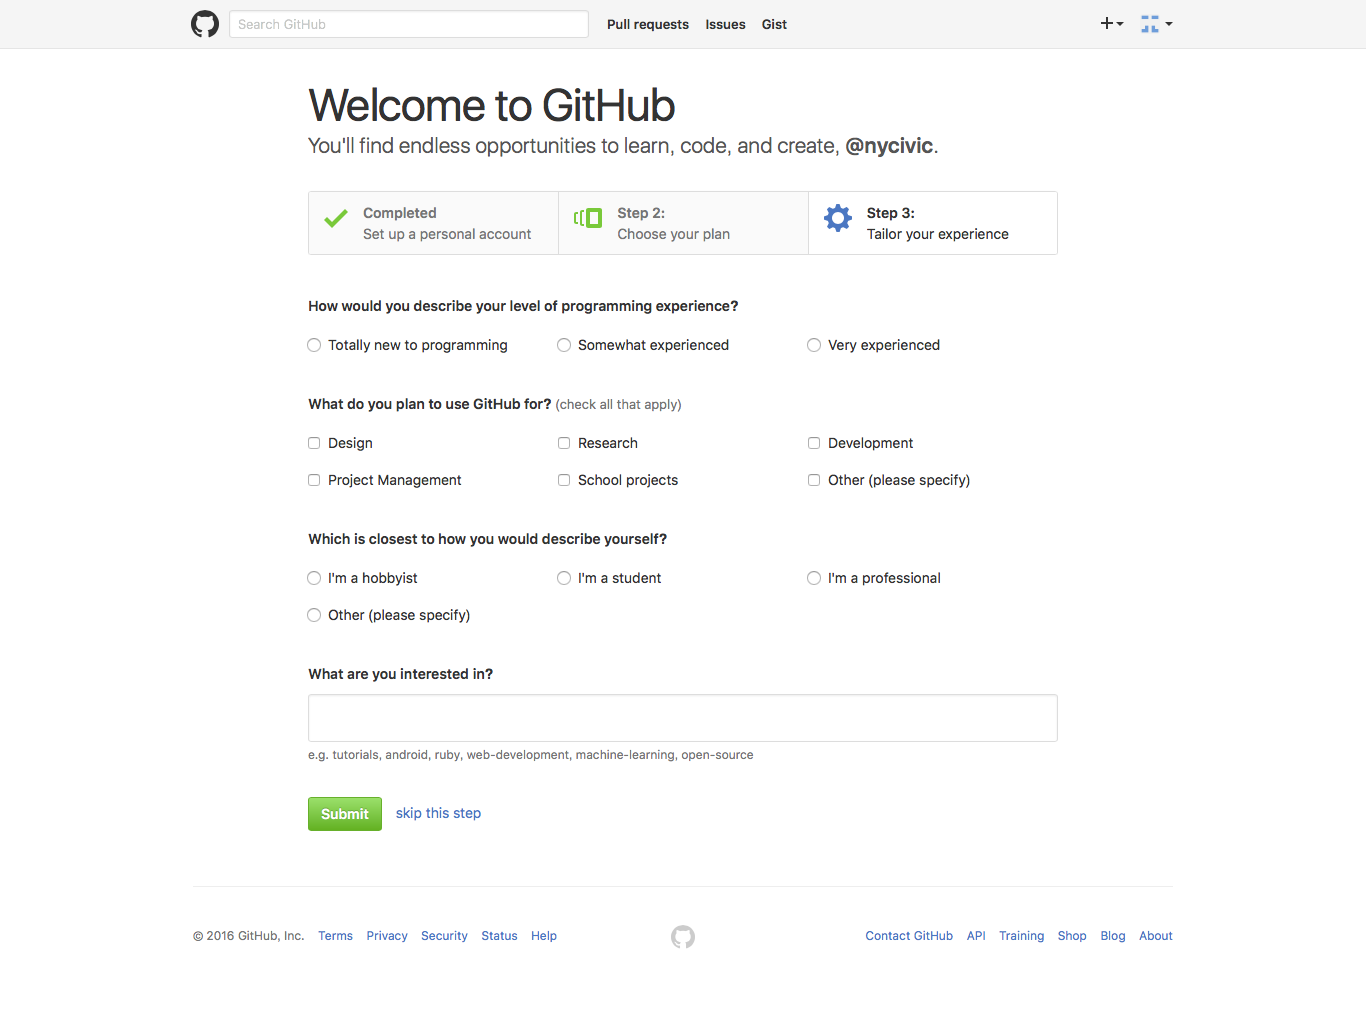 Search GitHub Pull requests Issues Gist
Welcome to GitHub
You'll find endless opportunities to learn, code, and create, @nycivic.
Completed
Set up a personal account
Step 2:
Choose your plan
Step 3:
Tailor your experience
How would you describe your level of programming experience?
Totally new to programming Somewhat experienced Very experienced
What do you plan to use GitHub for? (check all that apply)
Design Research Development
Project Management School projects Other (please specify)
Which is closest to how you would describe yourself?
I'm a hobbyist I'm a student I'm a professional
Other (please specify)
What are you interested in?
e.g. tutorials, android, ruby, web-development, machine-learning, open-source
Submit skip this step
© 2016 GitHub, Inc. Terms Privacy Security Status Help Contact GitHub API Training Shop Blog About